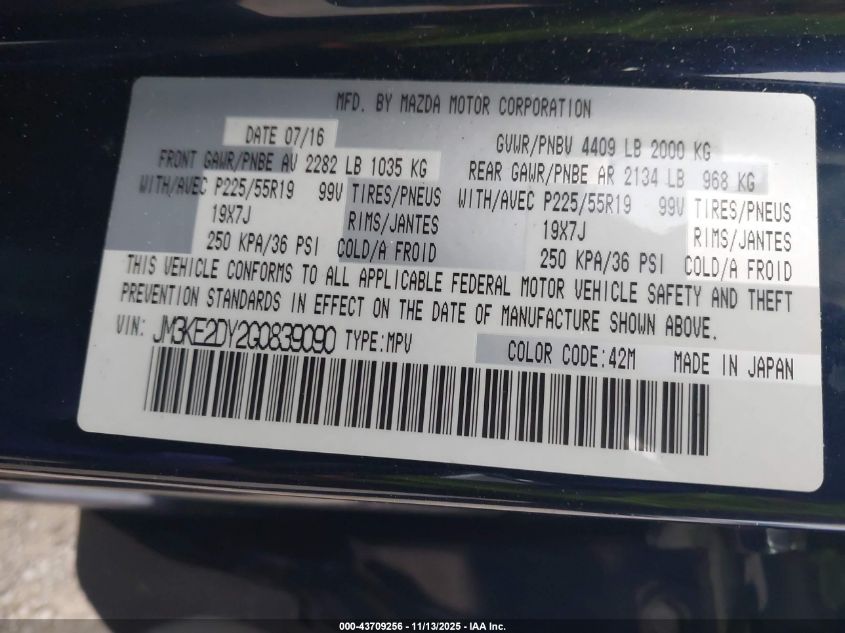 MFD. BY MAZDA MOTOR CORPORATION
DATE 07/16 GVWR/PNBV 4409 LB 2000 KG
FRONT GAWR/PNBE AV 2282 LB 1035 KG REAR GAWR/PNBE AR 2134 LB 968 KG
WITH/AVEC P225/55R19 99V TIRES/PNEUS WITH/AVEC P225/55R19 99V TIRES/PNEUS
19X7J RIMS/JANTES 19X7J RIMS/JANTES
250 KPA/36 PSI COLD/A FROID 250 KPA/36 PSI COLD/A FROID
THIS VEHICLE CONFORMS TO ALL APPLICABLE FEDERAL MOTOR VEHICLE SAFETY AND THEFT
PREVENTION STANDARDS IN EFFECT ON THE DATE OF MANUFACTURE SHOWN ABOVE.
VIN: JM3KE2DY2G0839090 TYPE:MPV COLOR CODE:42M MADE IN JAPAN
000-43709256 - 11/13/2025 - IAA Inc.